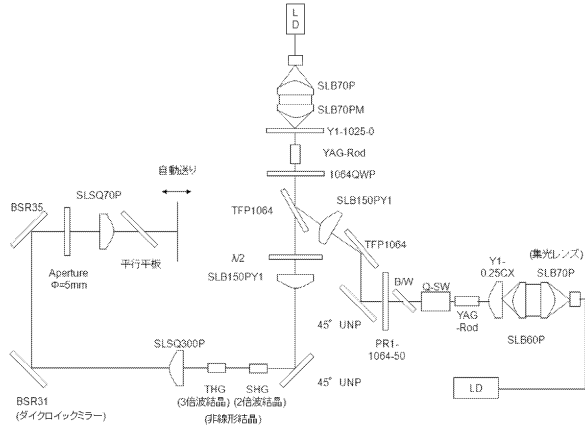 L
D
SLB70P
SLB70PM
Y1-1025-0
YAG-Rod
1064QWP
自動送り
SLSQ70P
BSR35
TFP1064
SLB150PY1
TFP1064
Aperture
Φ=5mm
平行平板
λ/2
SLB150PY1
B/W
Q-SW
Y1-
0.25CX
(集光レンズ)
SLB70P
YAG
-Rod
SLB60P
45° UNP
PR1-
1064-50
SLSQ300P
THG
(3倍波結晶)
SHG
(2倍波結晶)
(非線形結晶)
45° UNP
BSR31
(ダイクロイックミラー)
LD